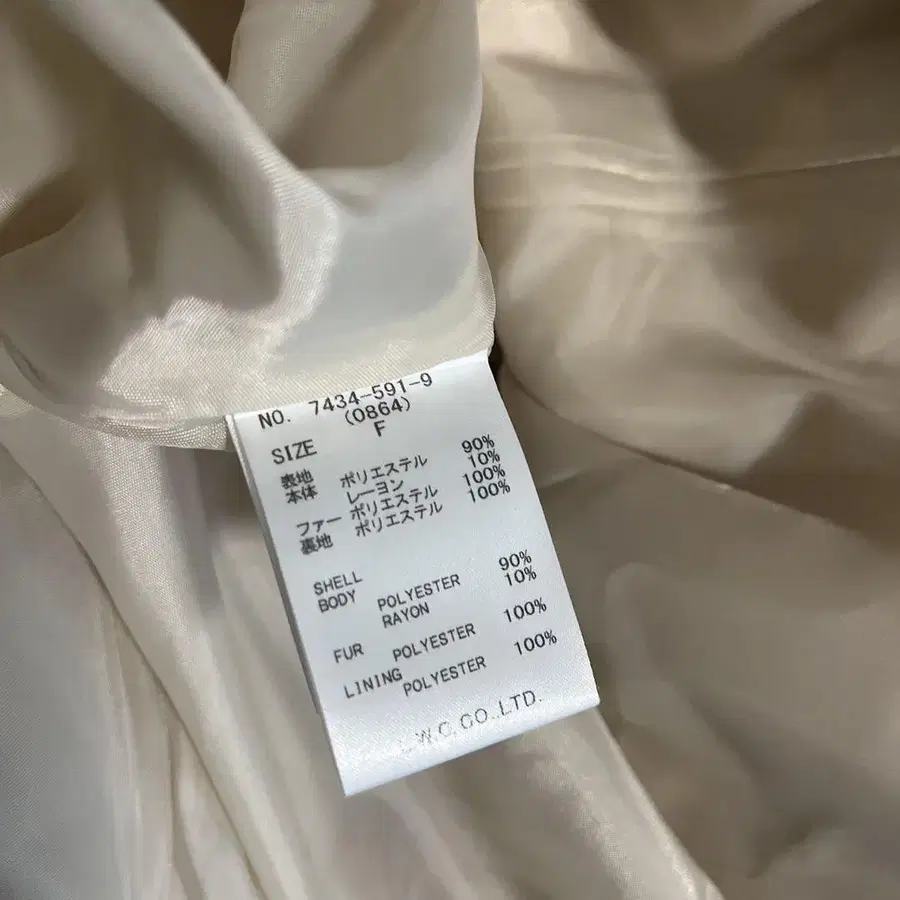 NO. 7434-591-9
(0864)
SIZE F
表地
本体 ポリエステル 90%
レーヨン 10%
ファー ポリエステル 100%
裏地 ポリエステル 100%
SHELL
BODY POLYESTER 90%
RAYON 10%
FUR POLYESTER 100%
LINING POLYESTER 100%
W.C.CO.,LTD.